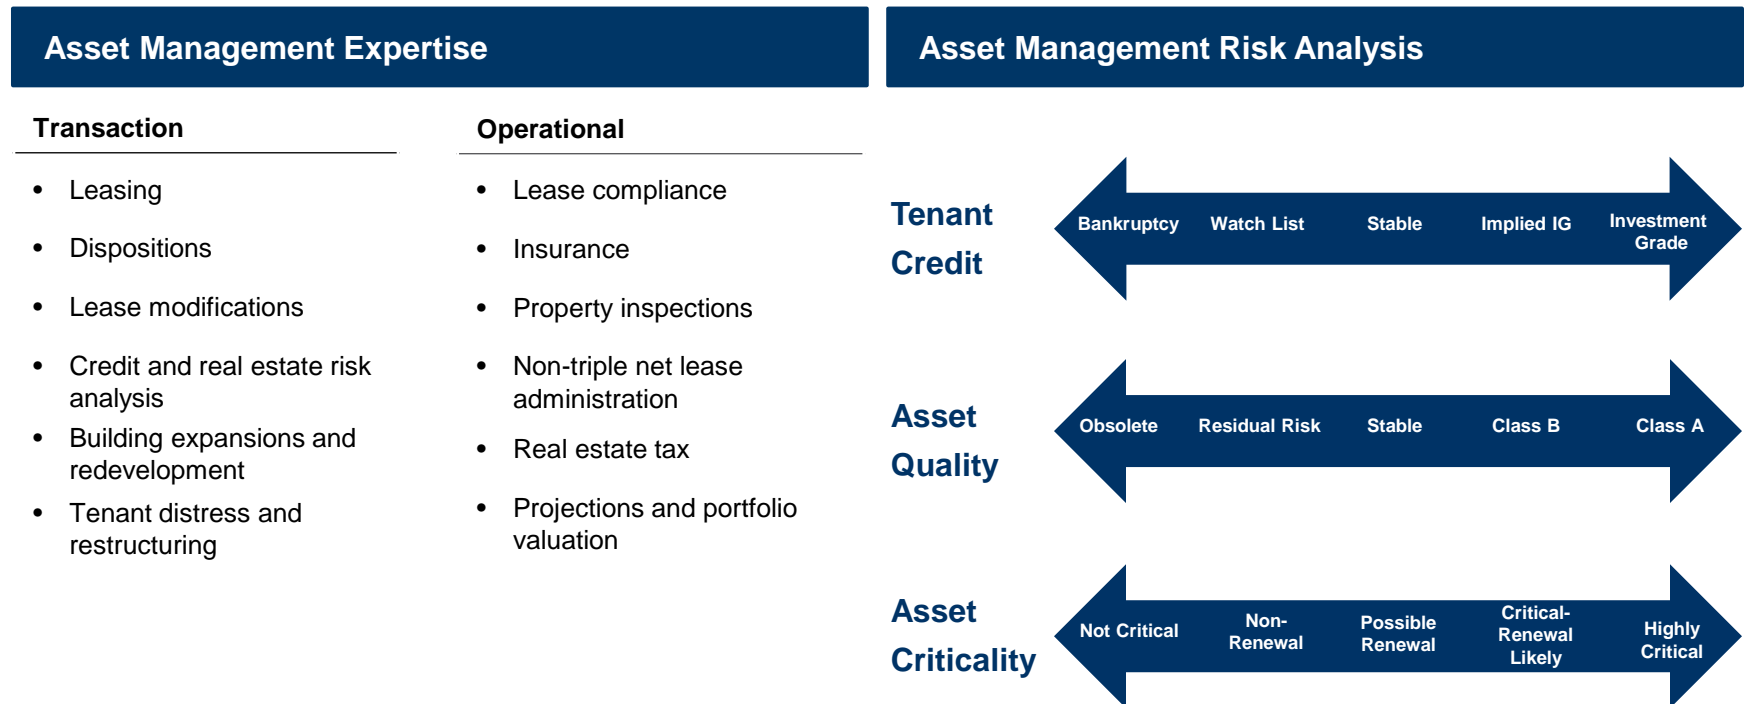 Asset Management Expertise
Transaction
• Leasing
• Dispositions
• Lease modifications
• Credit and real estate risk
analysis
• Building expansions and
redevelopment
• Tenant distress and
restructuring
Operational
• Lease compliance
• Insurance
• Property inspections
• Non-triple net lease
administration
• Real estate tax
• Projections and portfolio
valuation
Asset Management Risk Analysis
Tenant
Credit
Bankruptcy
Watch List
Stable
Implied IG
Investment
Grade
Asset
Quality
Obsolete
Residual Risk
Stable
Class B
Class A
Asset
Criticality
Not Critical
Non-
Renewal
Possible
Renewal
Critical-
Renewal
Likely
Highly
Critical